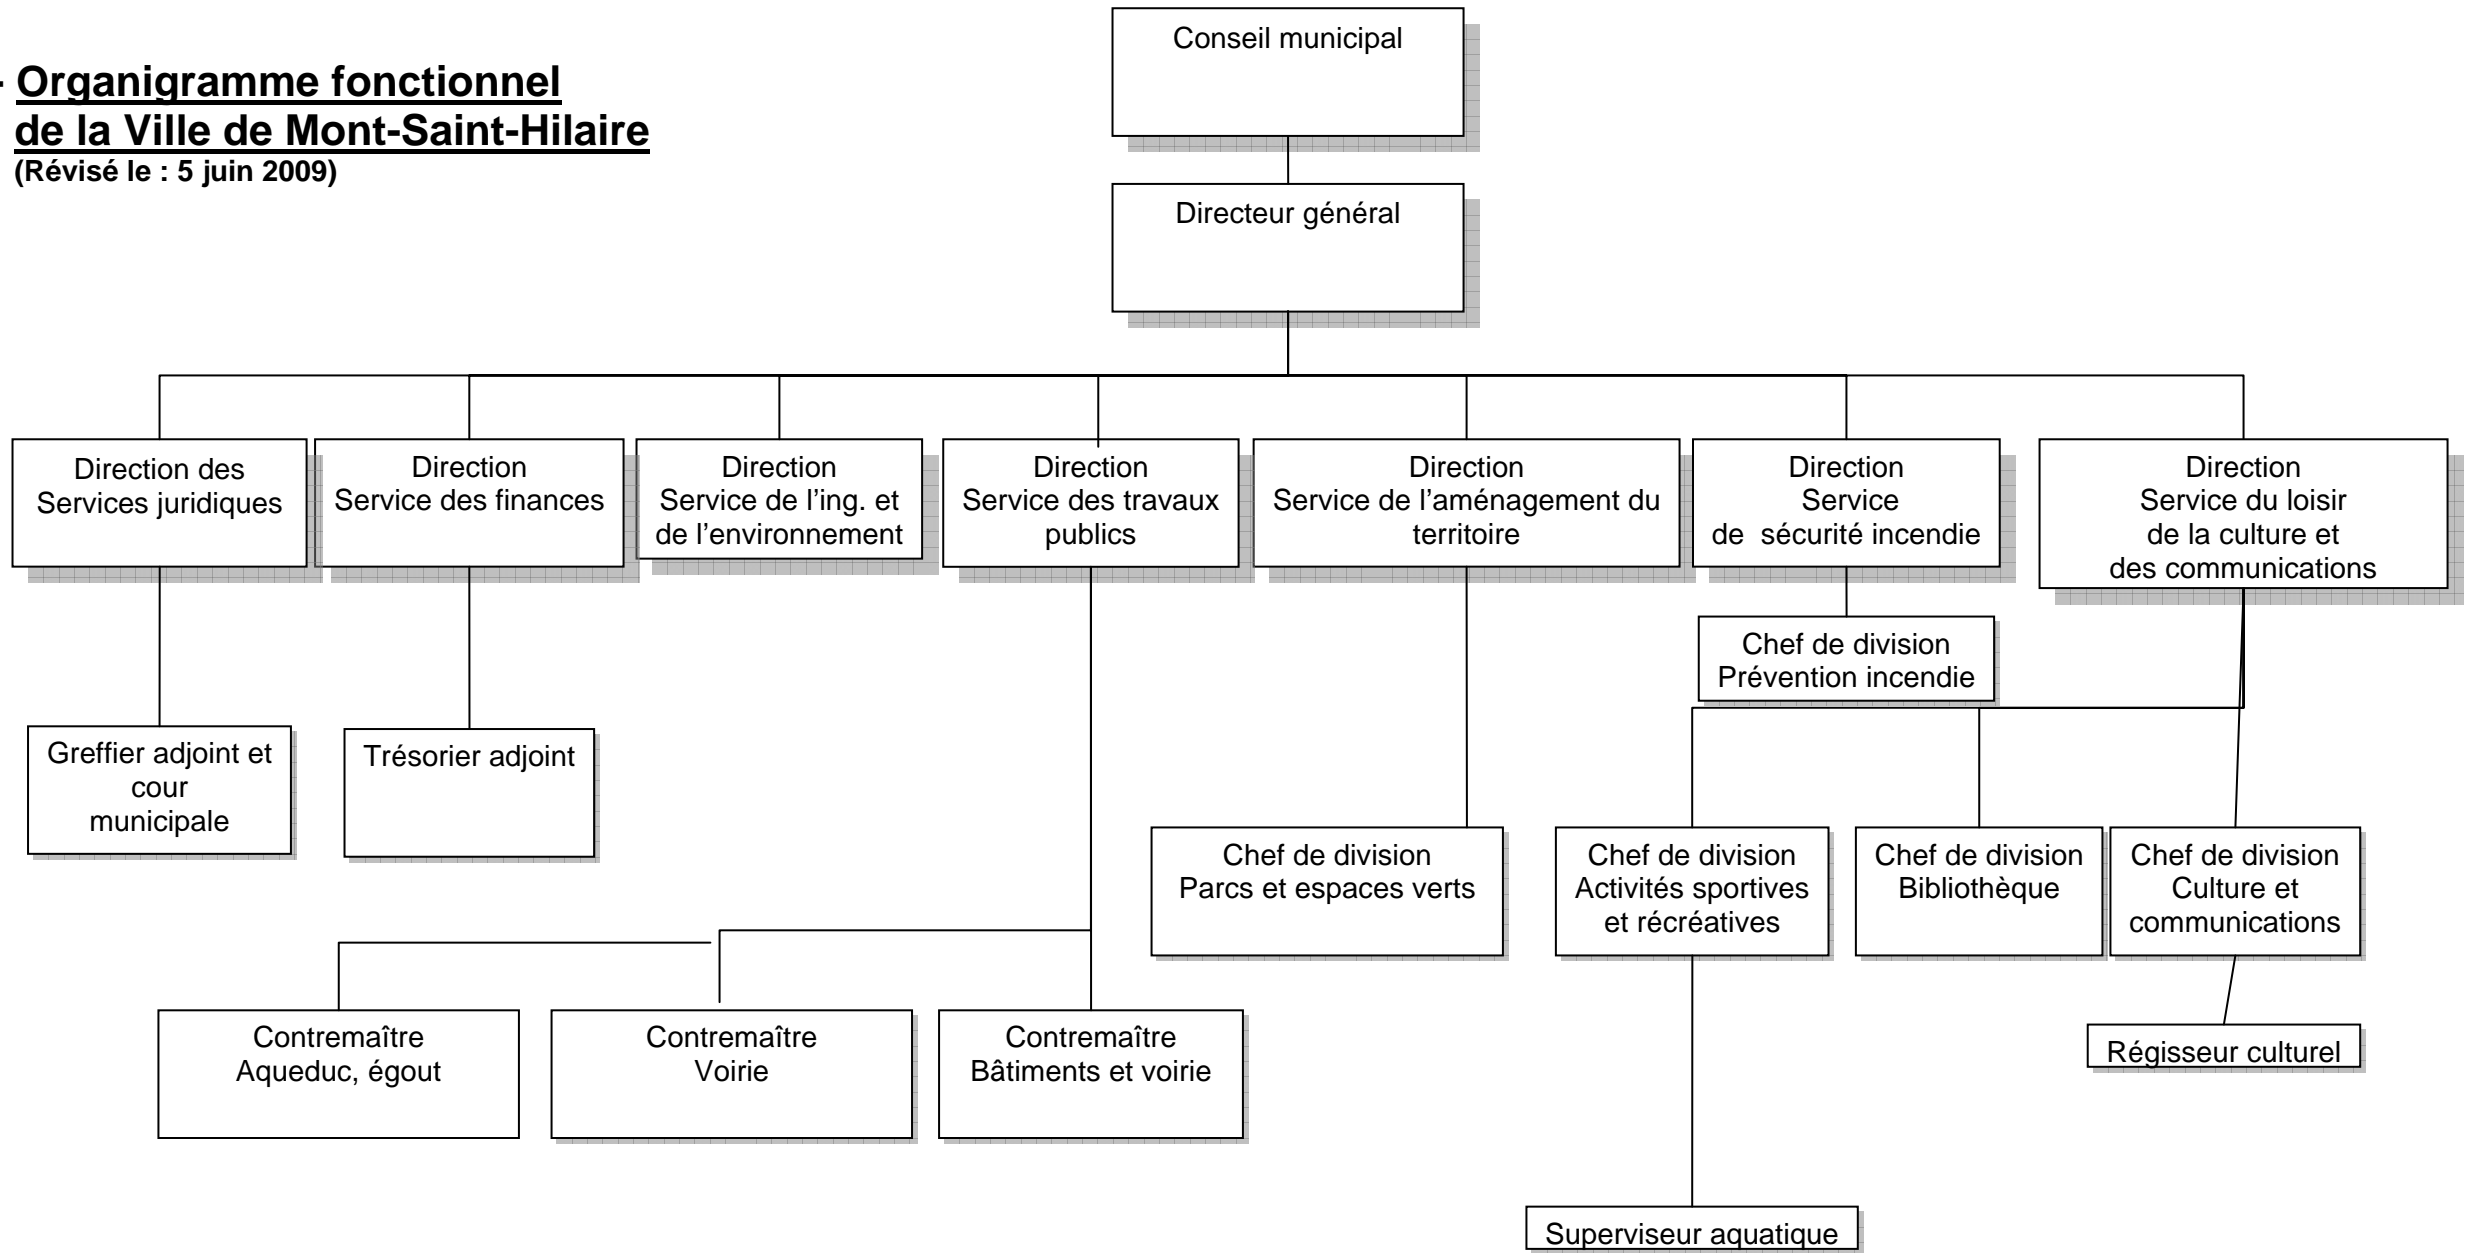 - Organigramme fonctionnel
de la Ville de Mont-Saint-Hilaire
(Révisé le : 5 juin 2009)
Conseil municipal
Directeur général
Direction des
Services juridiques
Direction
Service des finances
Direction
Service de l’ing. et
de l’environnement
Direction
Service des travaux
publics
Direction
Service de l’aménagement du
territoire
Direction
Service
de  sécurité incendie
Direction
Service du loisir
de la culture et
des communications
Chef de division
Prévention incendie
Greffier adjoint et
cour
municipale
Trésorier adjoint
Chef de division
Parcs et espaces verts
Chef de division
Activités sportives
et récréatives
Chef de division
Bibliothèque
Chef de division
Culture et
communications
Contremaître
Aqueduc, égout
Contremaître
Voirie
Contremaître
Bâtiments et voirie
Régisseur culturel
Superviseur aquatique